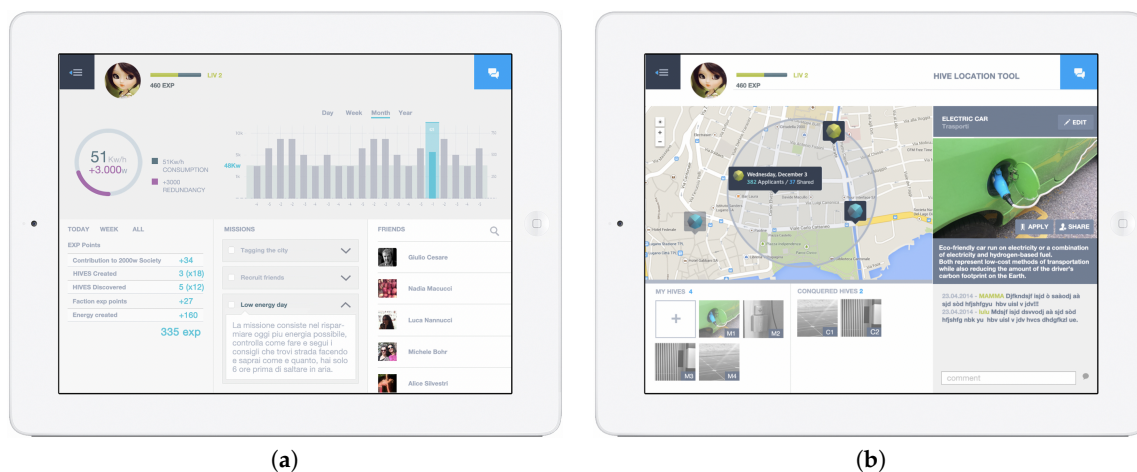 LIV 2
460 EXP
Day Week Month Year
51 Kw/h
+3.000w
51Kw/h
CONSUMPTION
+3000
REDUNDANCY
48Kw
TODAY WEEK ALL
EXP Points
Contribution to 2000w Society +34
HIVES Created 3 (x18)
HIVES Discovered 5 (x12)
Faction exp points +27
Energy created +160
335 exp
MISSIONS
Tagging the city
Recruit friends
Low energy day
La missione consiste nel rispar-
miare oggi piu energia possibile,
controlla come fare e segui i
consigli che trovi strada facendo
e saprai come e quanto, hai solo
6 ore prima di saltare in aria.
FRIENDS
Giulio Cesare
Nadia Macucci
Luca Nannucci
Michele Bohr
Alice Silvestri
(a)
LIV 2
460 EXP
HIVE LOCATION TOOL
+
-
Wednesday, December 3
382 Applicants / 37 Shared
ELECTRIC CAR
Trasporti
EDIT
APPLY
SHARE
Eco-friendly car run on electricity or a combination
of electricity and hydrogen-based fuel.
Both represent low-cost methods of transportation
while also reducing the amount of the driver's
carbon footprint on the Earth.
MY HIVES 4
+
M1
M2
M3
M4
CONQUERED HIVES 2
C1
C2
23.04.2014 - MAMMA Djfkndsjf isjd ò saàodj aà
sjd sòd hfjshfgyu hbv uisl v jdv!!!
23.04.2014 - lulu Mdsjf isjd dsvvodj aà sjd sòd
hfjshfg nbk yu hbv uisl v jdv hvcs dhdgfkzl ue.
comment
(b)